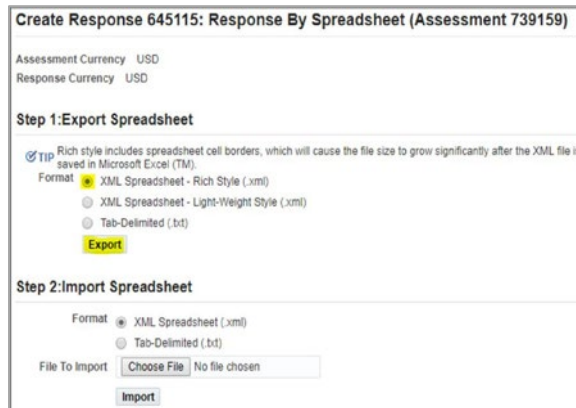 Create Response 645115: Response By Spreadsheet (Assessment 739159)
Assessment Currency USD
Response Currency USD
Step 1:Export Spreadsheet
TIP Rich style includes spreadsheet cell borders, which will cause the file size to grow significantly after the XML file i
saved in Microsoft Excel (TM).
Format XML Spreadsheet - Rich Style (.xml)
XML Spreadsheet - Light-Weight Style (.xml)
Tab-Delimited (.txt)
Export
Step 2:Import Spreadsheet
Format XML Spreadsheet (.xml)
Tab-Delimited (.txt)
File To Import Choose File No file chosen
Import